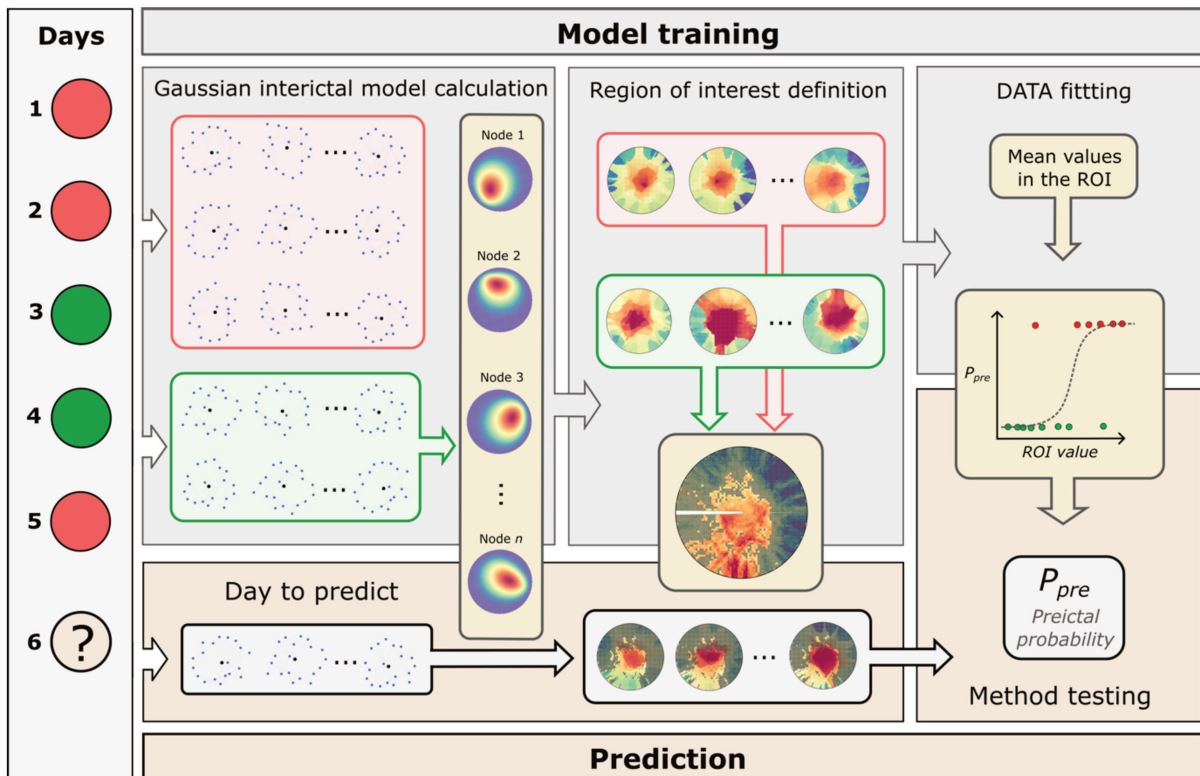 Days
1
2
3
4
5
6
?
Model training
Gaussian interictal model calculation
...
...
...
...
...
Node 1
Node 2
Node 3
⋮
Node n
Region of interest definition
...
...
DATA fittting
Mean values
in the ROI
Ppre
ROI value
Day to predict
...
...
Ppre
Preictal
probability
Method testing
Prediction